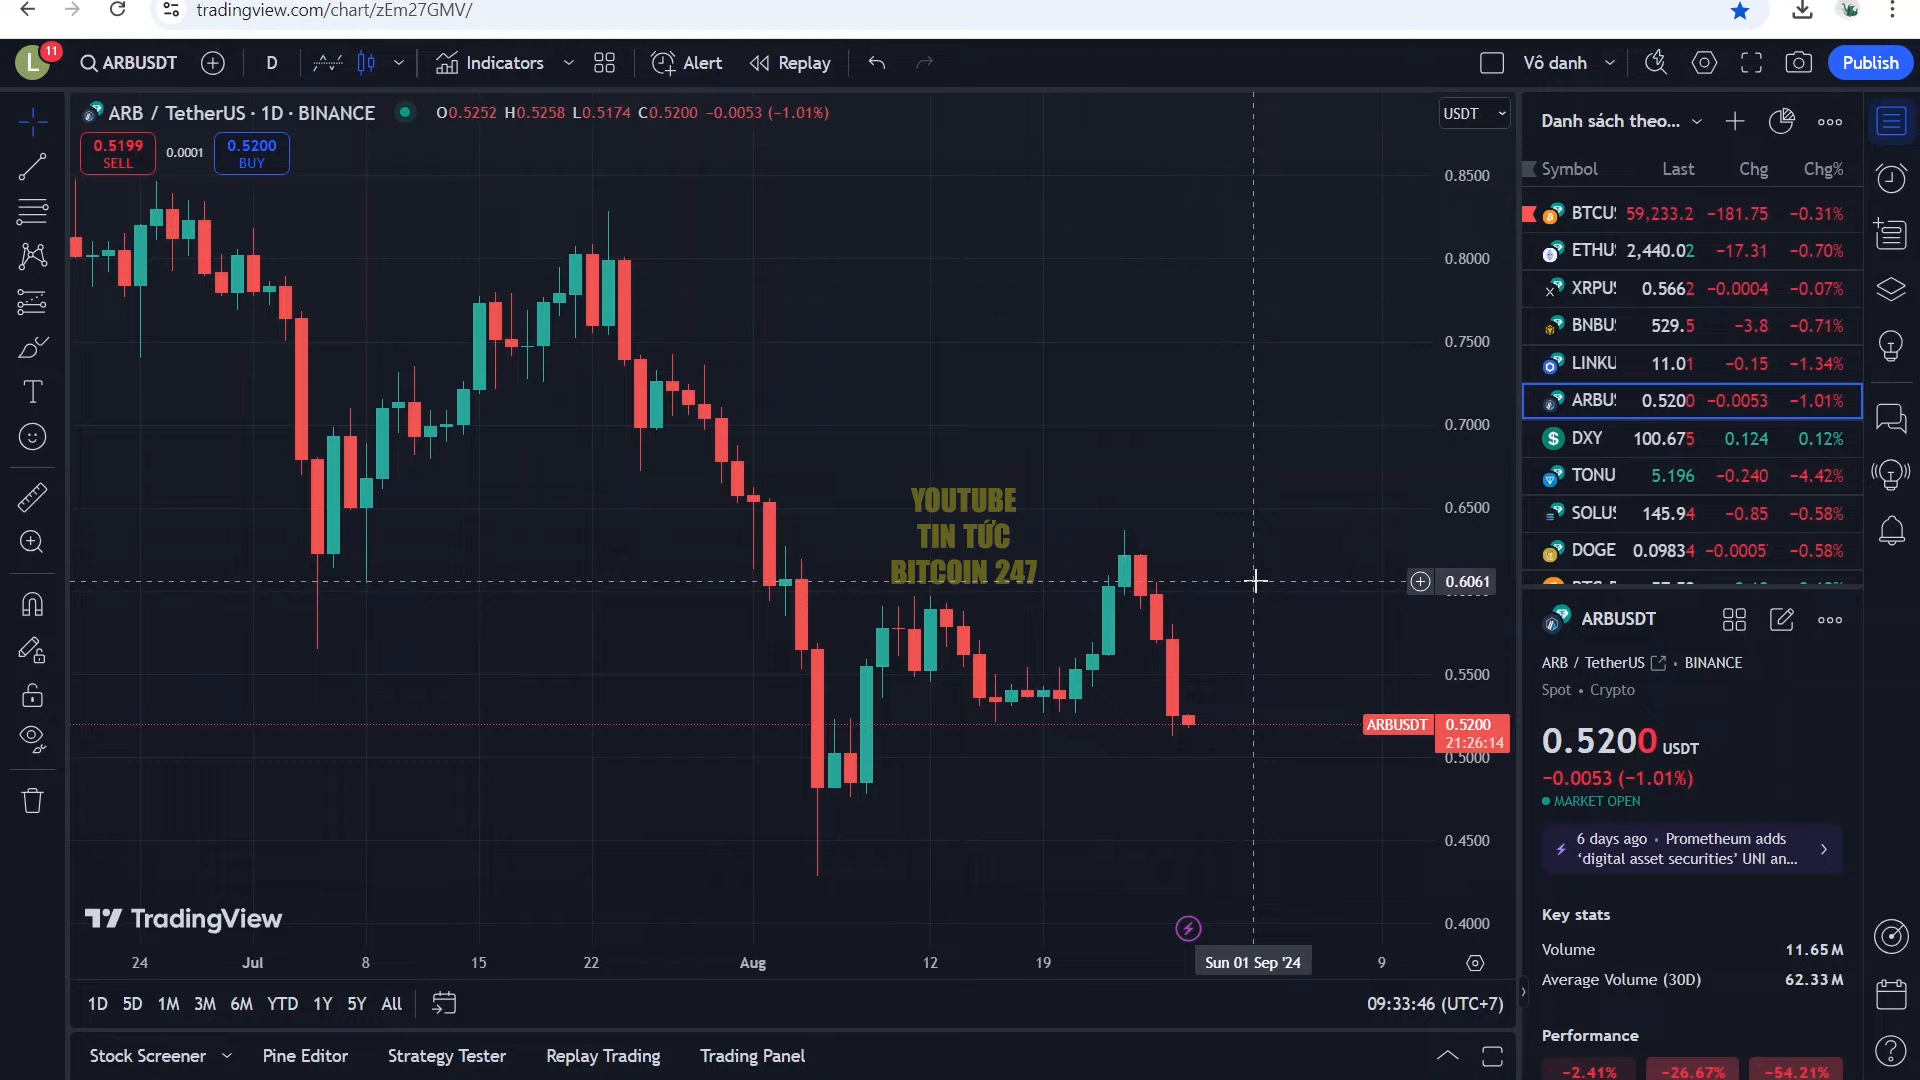 tradingview.com/chart/zEm27GMV/
L 11 ARBUSDT D Indicators Alert Replay Vô danh Publish
ARB / TetherUS · 1D · BINANCE O0.5252 H0.5258 L0.5174 C0.5200 −0.0053 (−1.01%)
USDT
0.5199 SELL
0.0001
0.5200 BUY
0.8500
0.8000
0.7500
0.7000
0.6500
0.6061
0.5500
ARBUSDT 0.5200
21:26:14
0.5000
0.4500
0.4000
YOUTUBE
TIN TỨC
BITCOIN 247
TradingView
24 Jul 8 15 22 Aug 12 19 Sun 01 Sep '24 9
1D 5D 1M 3M 6M YTD 1Y 5Y All 09:33:46 (UTC+7)
Stock Screener Pine Editor Strategy Tester Replay Trading Trading Panel
Danh sách theo...
Symbol Last Chg Chg%
BTCU 59,233.2 −181.75 −0.31%
ETHU 2,440.02 −17.31 −0.70%
XRPU 0.5662 −0.0004 −0.07%
BNBU 529.5 −3.8 −0.71%
LINKU 11.01 −0.15 −1.34%
ARBU 0.5200 −0.0053 −1.01%
DXY 100.675 0.124 0.12%
TONU 5.196 −0.240 −4.42%
SOLU 145.94 −0.85 −0.58%
DOGE 0.09834 −0.0005 −0.58%
ARBUSDT
ARB / TetherUS • BINANCE
Spot • Crypto
0.5200 USDT
−0.0053 (−1.01%)
MARKET OPEN
6 days ago · Prometheum adds
‘digital asset securities’ UNI an...
Key stats
Volume 11.65M
Average Volume (30D) 62.33M
Performance
−2.41% −26.67% −54.21%